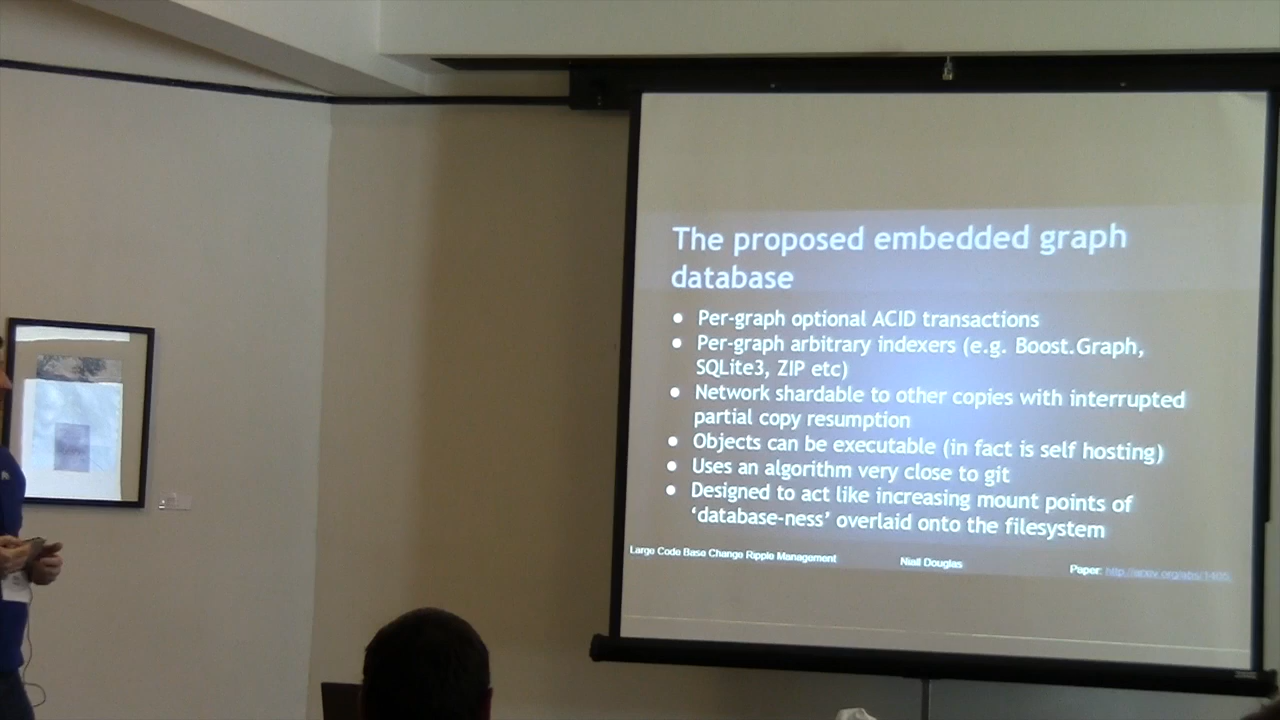 The proposed embedded graph
database
● Per-graph optional ACID transactions
● Per-graph arbitrary indexers (e.g. Boost.Graph,
SQLite3, ZIP etc)
● Network shardable to other copies with interrupted
partial copy resumption
● Objects can be executable (in fact is self hosting)
● Uses an algorithm very close to git
● Designed to act like increasing mount points of
‘database-ness’ overlaid onto the filesystem
Large Code Base Change Ripple Management
Niall Douglas
Paper: